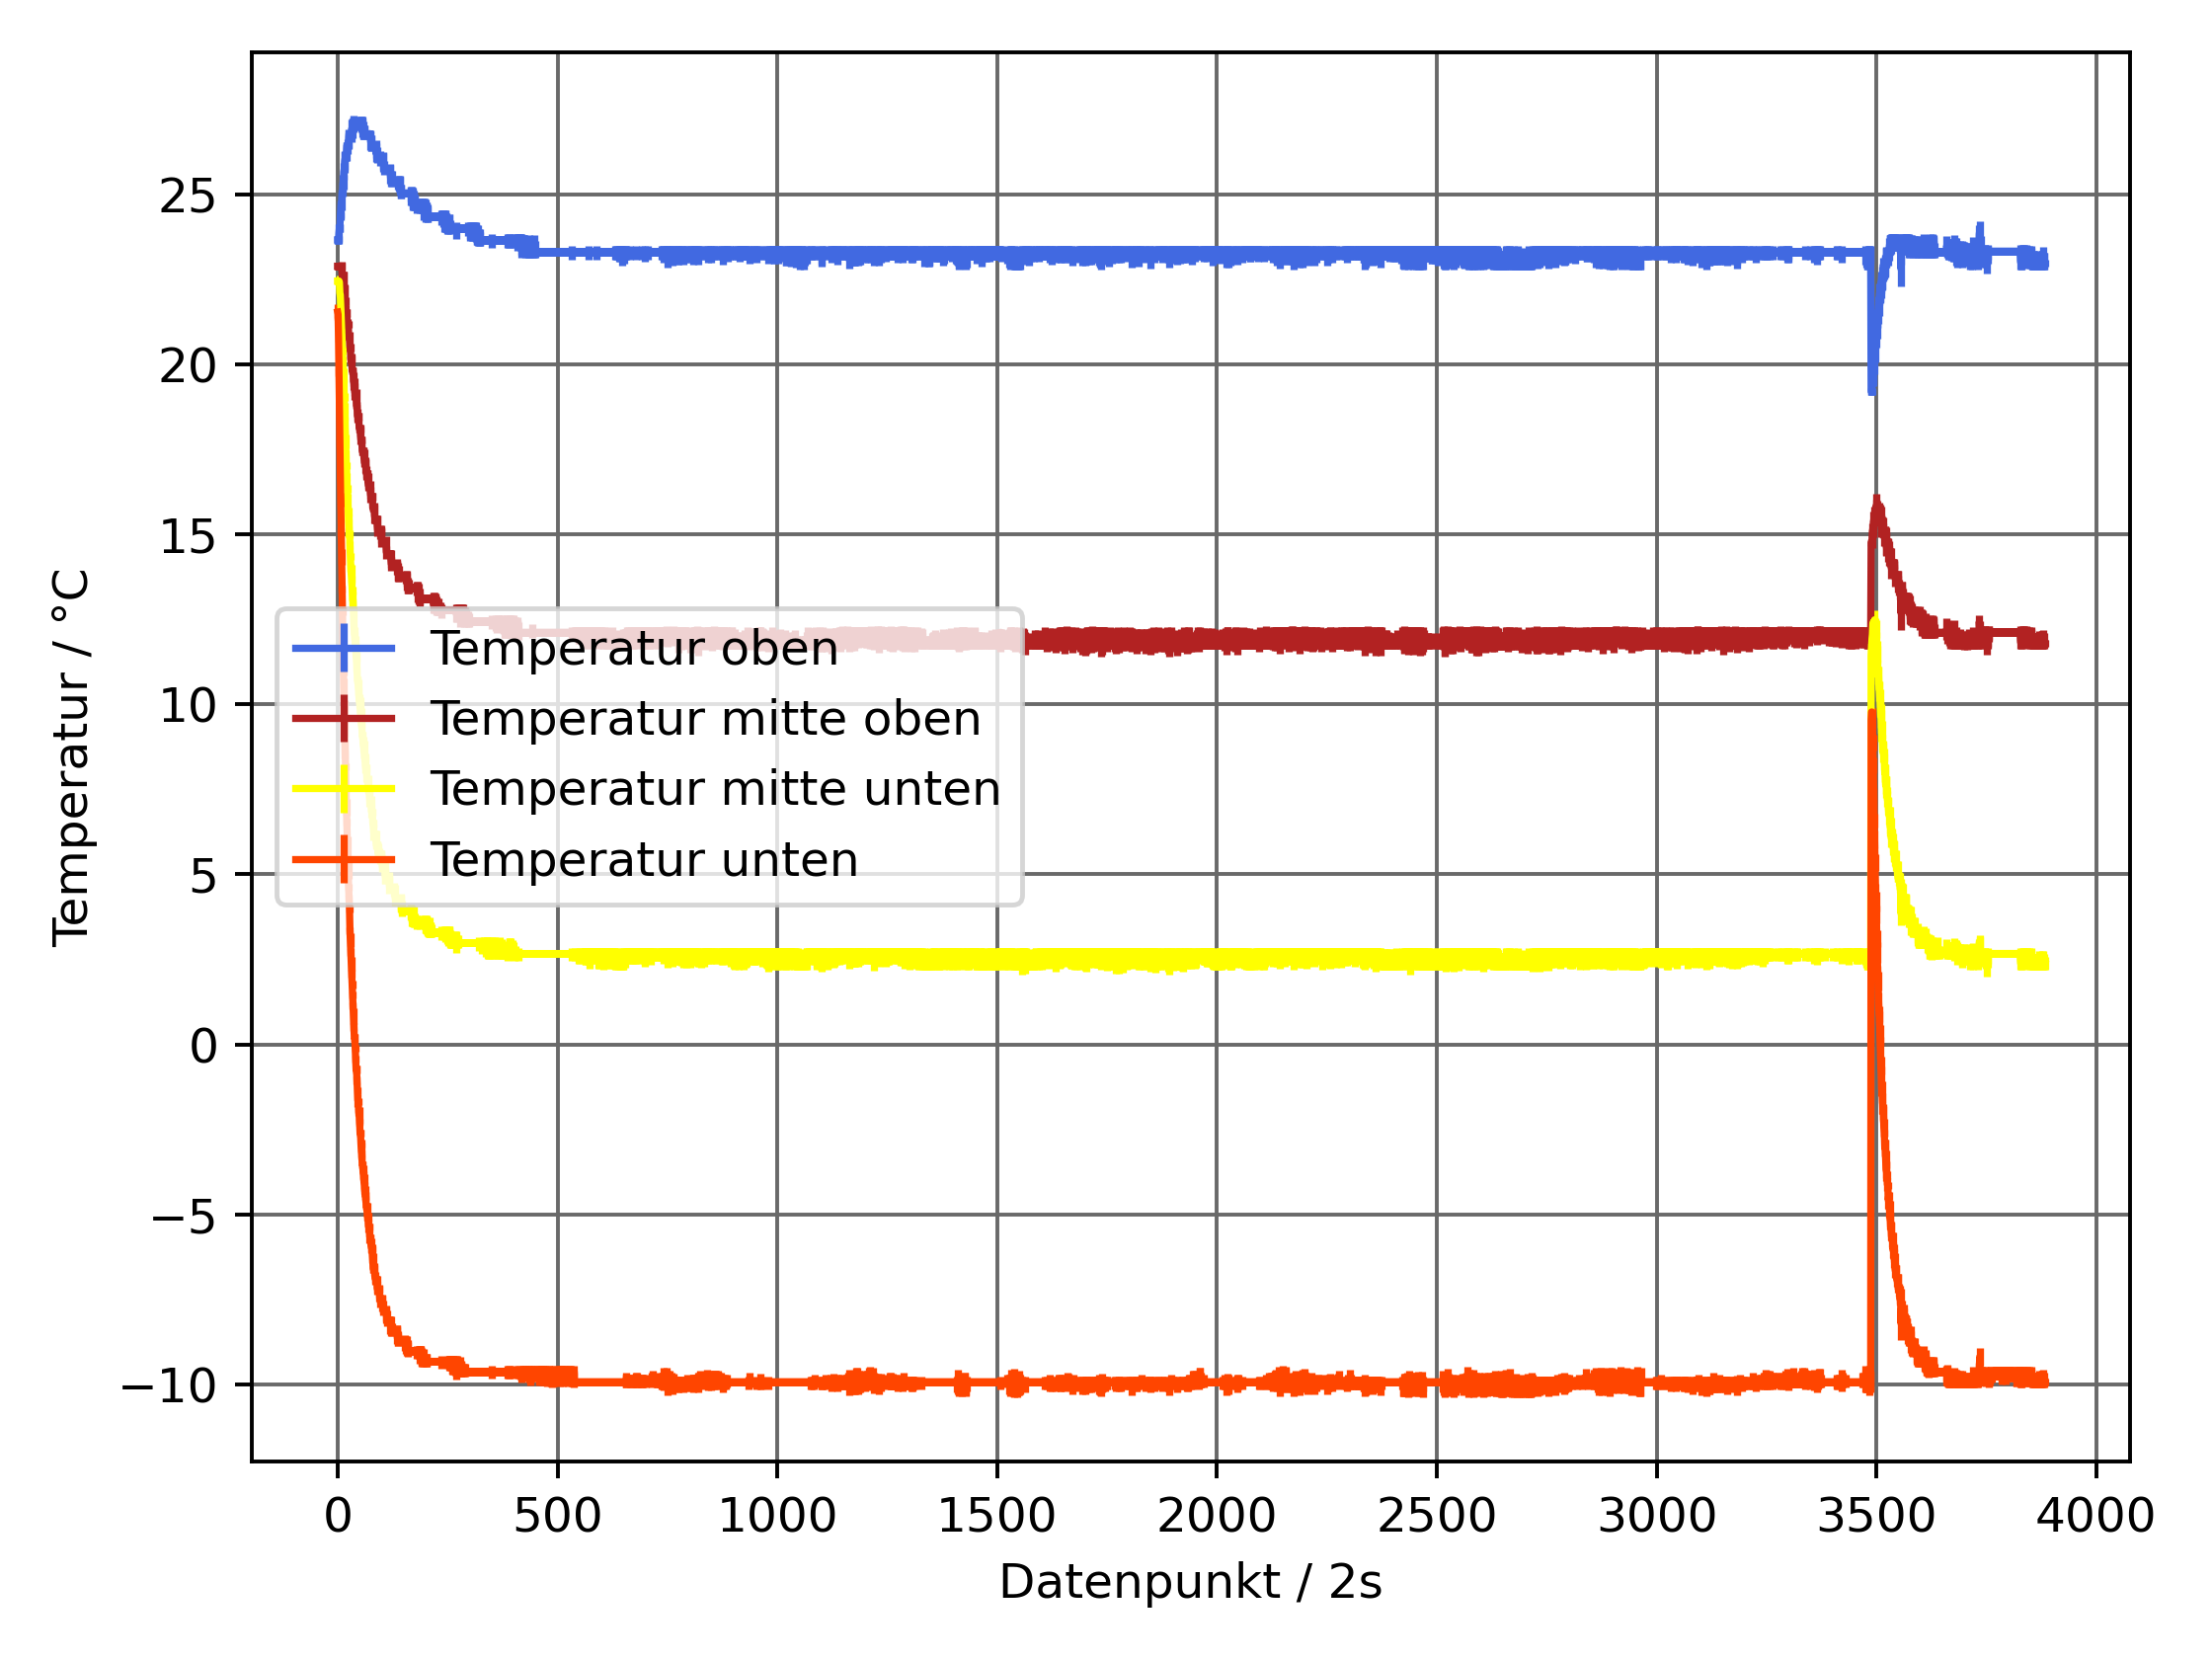 25
20
15
10
5
0
−5
−10
Temperatur / °C
Temperatur oben
Temperatur mitte oben
Temperatur mitte unten
Temperatur unten
0 500 1000 1500 2000 2500 3000 3500 4000
Datenpunkt / 2s